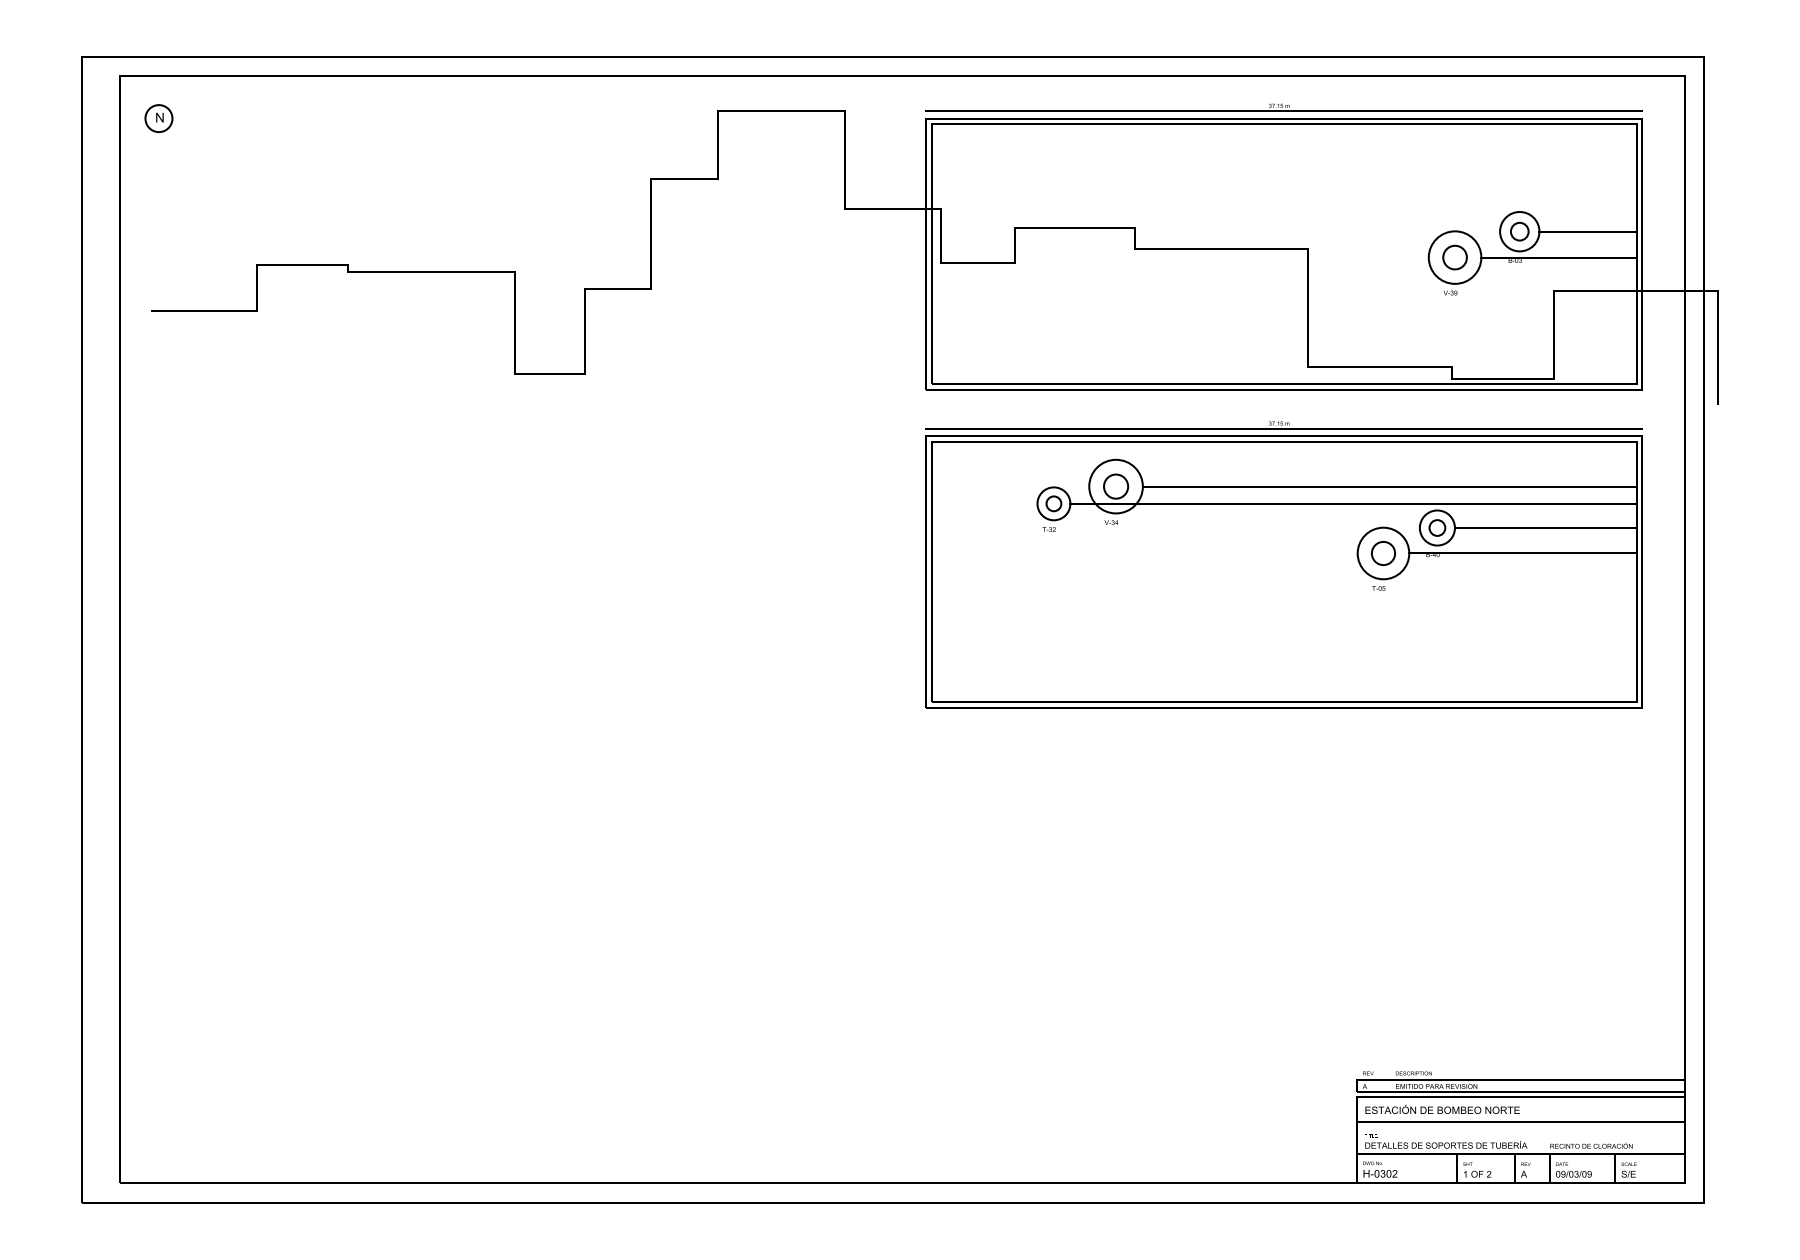 N
37.15 m
B-03
V-39
37.15 m
T-32
V-34
B-40
T-05
REV DESCRIPTION
A EMITIDO PARA REVISION
ESTACIÓN DE BOMBEO NORTE
DETALLES DE SOPORTES DE TUBERÍA RECINTO DE CLORACIÓN
DWG No. SHT REV DATE SCALE
H-0302 1 OF 2 A 09/03/09 S/E